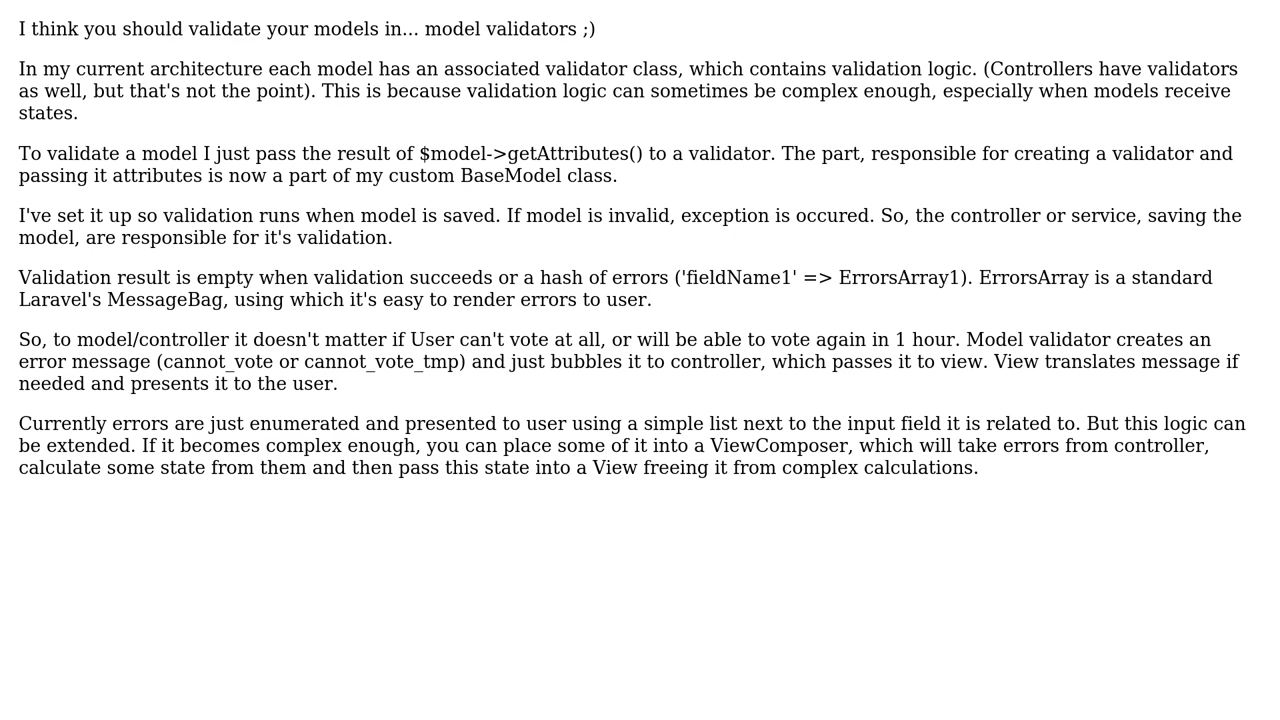 I think you should validate your models in... model validators ;)
In my current architecture each model has an associated validator class, which contains validation logic. (Controllers have validators
as well, but that's not the point). This is because validation logic can sometimes be complex enough, especially when models receive
states.
To validate a model I just pass the result of $model->getAttributes() to a validator. The part, responsible for creating a validator and
passing it attributes is now a part of my custom BaseModel class.
I've set it up so validation runs when model is saved. If model is invalid, exception is occured. So, the controller or service, saving the
model, are responsible for it's validation.
Validation result is empty when validation succeeds or a hash of errors ('fieldName1' => ErrorsArray1). ErrorsArray is a standard
Laravel's MessageBag, using which it's easy to render errors to user.
So, to model/controller it doesn't matter if User can't vote at all, or will be able to vote again in 1 hour. Model validator creates an
error message (cannot_vote or cannot_vote_tmp) and just bubbles it to controller, which passes it to view. View translates message if
needed and presents it to the user.
Currently errors are just enumerated and presented to user using a simple list next to the input field it is related to. But this logic can
be extended. If it becomes complex enough, you can place some of it into a ViewComposer, which will take errors from controller,
calculate some state from them and then pass this state into a View freeing it from complex calculations.